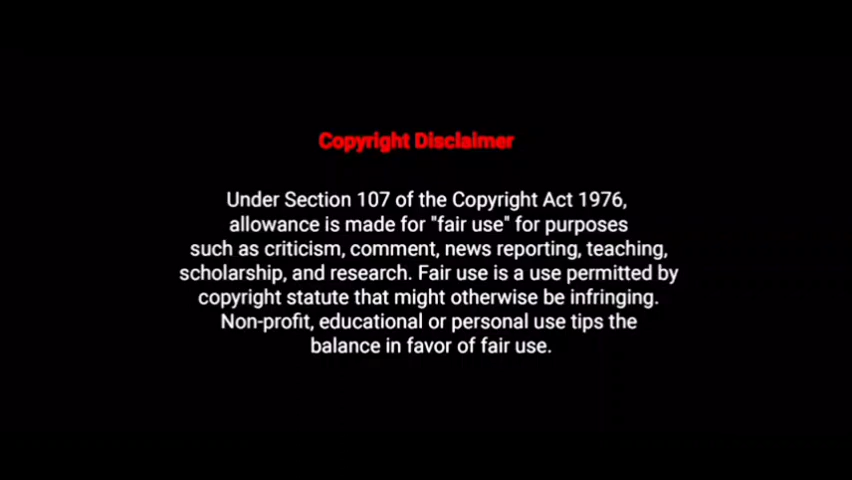 Copyright Disclaimer
Under Section 107 of the Copyright Act 1976,
allowance is made for "fair use" for purposes
such as criticism, comment, news reporting, teaching,
scholarship, and research. Fair use is a use permitted by
copyright statute that might otherwise be infringing.
Non-profit, educational or personal use tips the
balance in favor of fair use.